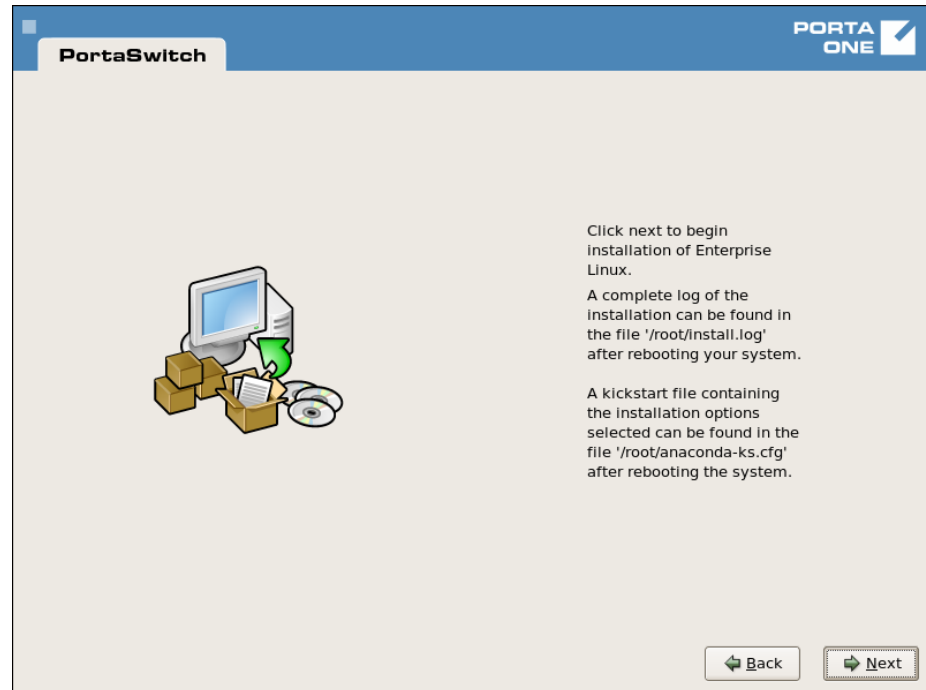 PortaSwitch
PORTA
ONE
Click next to begin
installation of Enterprise
Linux.
A complete log of the
installation can be found in
the file '/root/install.log'
after rebooting your system.
A kickstart file containing
the installation options
selected can be found in the
file '/root/anaconda-ks.cfg'
after rebooting the system.
Back
Next